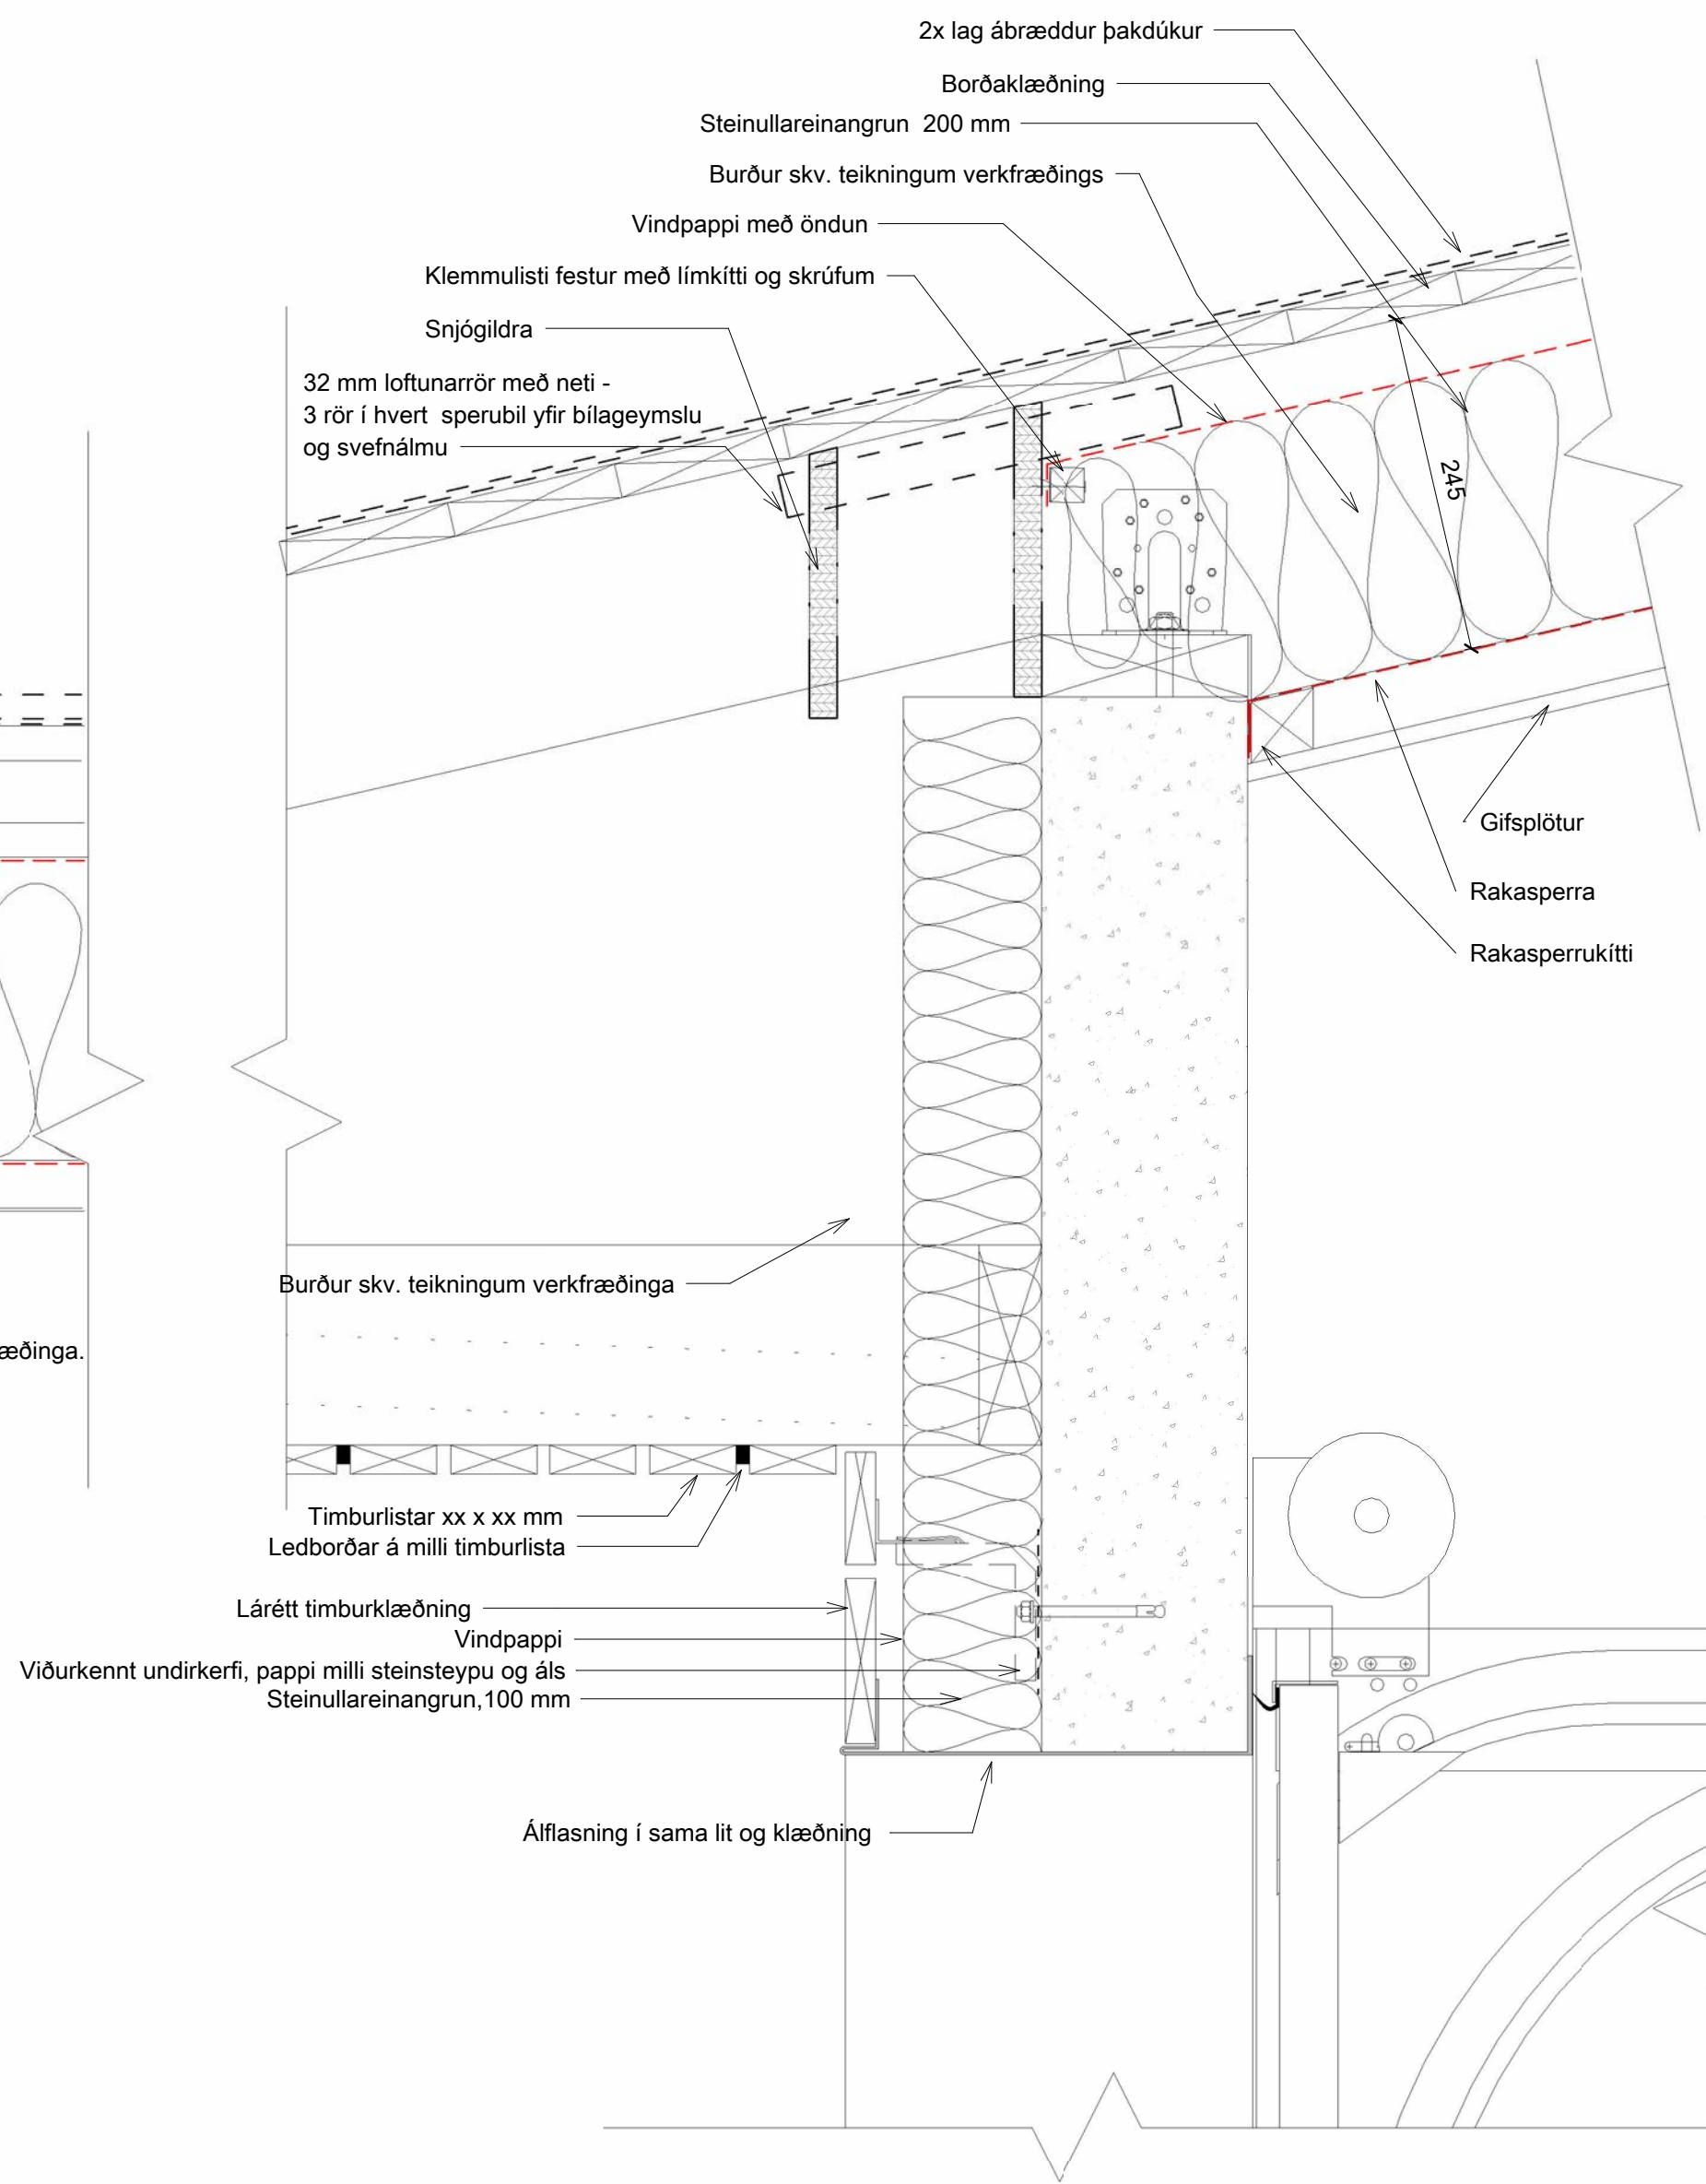 2x lag ábræddur þakdúkur
Borðaklæðning
Steinullareinangrun 200 mm
Burður skv. teikningum verkfræðings
Vindpappi með öndun
Klemmulisti festur með límkítti og skrúfum
Snjógildra
32 mm loftunarrör með neti -
3 rör í hvert sperubil yfir bílageymslu
og svefnálmu
245
Gifsplötur
Rakasperra
Rakasperrukítti
Burður skv. teikningum verkfræðinga
æðinga.
Timburlistar xx x xx mm
Ledborðar á milli timburlista
Lárétt timburklæðning
Vindpappi
Viðurkennt undirkerfi, pappi milli steinsteypu og áls
Steinullareinangrun,100 mm
Álflasning í sama lit og klæðning